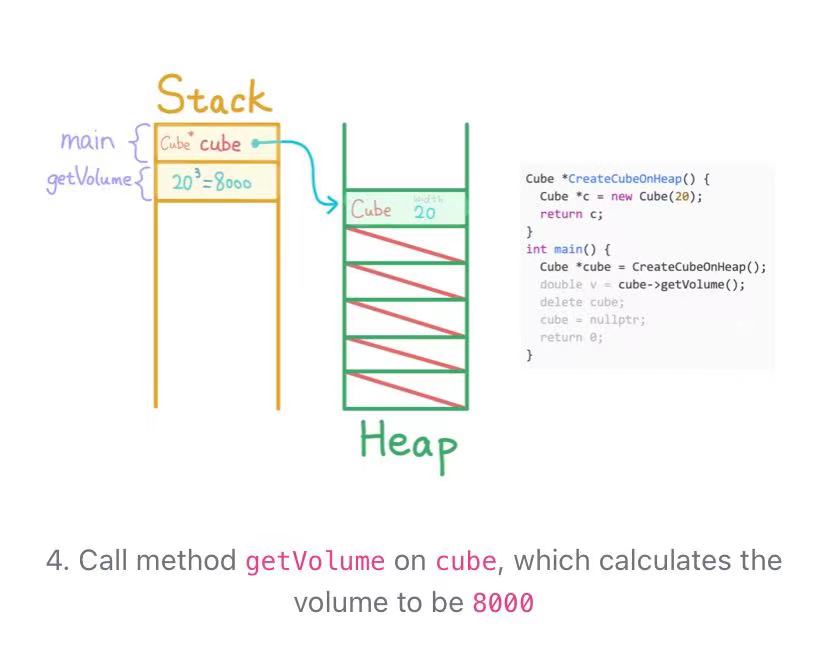 Stack
main { Cube* cube
getVolume { 20³=8000
Cube width 20
Heap
Cube *CreateCubeOnHeap() {
  Cube *c = new Cube(20);
  return c;
}
int main() {
  Cube *cube = CreateCubeOnHeap();
  double v = cube->getVolume();
  delete cube;
  cube = nullptr;
  return 0;
}
4. Call method getVolume on cube, which calculates the
volume to be 8000